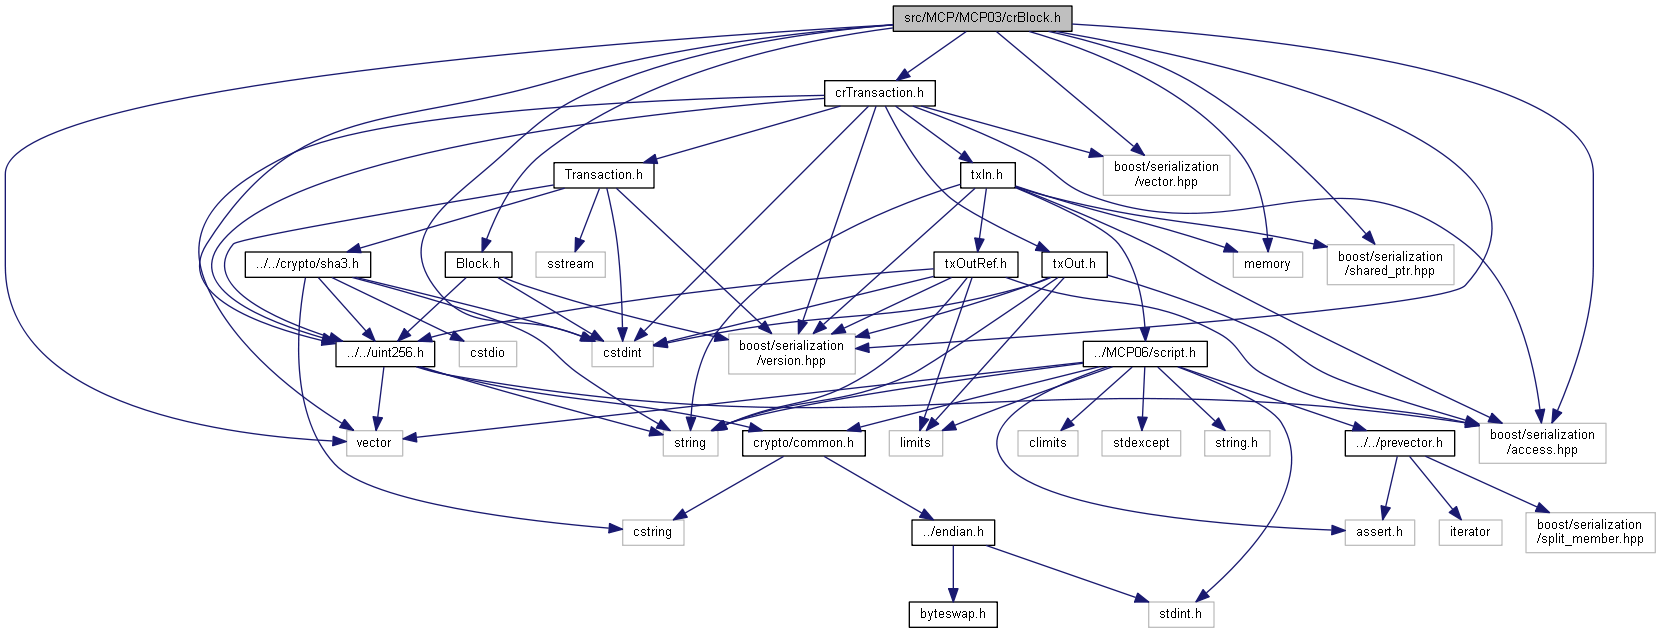 src/MCP/MCP03/crBlock.h
crTransaction.h
Transaction.h
txIn.h
boost/serialization
/vector.hpp
../../crypto/sha3.h
Block.h
sstream
txOutRef.h
txOut.h
memory
boost/serialization
/shared_ptr.hpp
../../uint256.h
cstdio
cstdint
boost/serialization
/version.hpp
../MCP06/script.h
vector
string
crypto/common.h
limits
climits
stdexcept
string.h
../../prevector.h
boost/serialization
/access.hpp
cstring
../endian.h
assert.h
iterator
boost/serialization
/split_member.hpp
byteswap.h
stdint.h